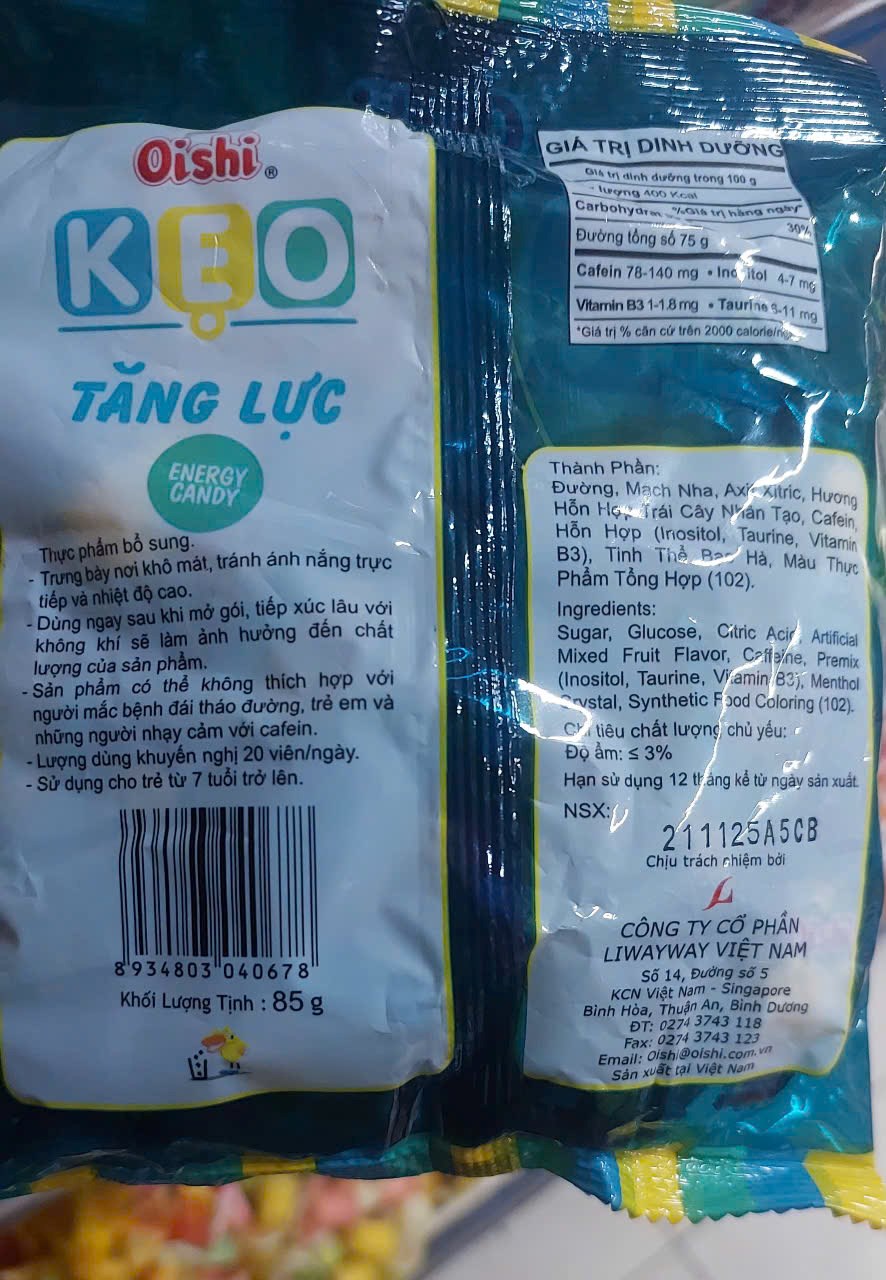 Oishi®
KẸO
TĂNG LỰC
ENERGY
CANDY
Thực phẩm bổ sung.
- Trưng bày nơi khô mát, tránh ánh nắng trực
tiếp và nhiệt độ cao.
- Dùng ngay sau khi mở gói, tiếp xúc lâu với
không khí sẽ làm ảnh hưởng đến chất
lượng của sản phẩm.
- Sản phẩm có thể không thích hợp với
người mắc bệnh đái tháo đường, trẻ em và
những người nhạy cảm với cafein.
- Lượng dùng khuyến nghị 20 viên/ngày.
- Sử dụng cho trẻ từ 7 tuổi trở lên.
8 934803 040678
Khối Lượng Tịnh : 85 g
GIÁ TRỊ DINH DƯỠNG
Giá trị dinh dưỡng trong 100 g
lượng 400 Kcal
%Giá trị hàng ngày*
30%
Đường tổng số 75 g
Cafein 78-140 mg • Inositol 4-7 mg
Vitamin B3 1-1.8 mg • Taurine
*Giá trị % căn cứ trên 2000
Thành Phần:
Đường, Mạch Nha, Axit Xitric, Hương
Hỗn Hợp Trái Cây Nhân Tạo, Cafein,
Hỗn Hợp (Inositol, Taurine, Vitamin
B3), Tinh Thể Bạc Hà, Màu Thực
Phẩm Tổng Hợp (102).
Ingredients:
Sugar, Glucose, Citric Acid, Artificial
Mixed Fruit Flavor, Caffeine, Premix
(Inositol, Taurine, Vitamin B3), Menthol
Crystal, Synthetic Food Coloring (102).
Chỉ tiêu chất lượng chủ yếu:
Độ ẩm: ≤ 3%
Hạn sử dụng 12 tháng kể từ ngày sản xuất.
NSX:
211125A5CB
Chịu trách nhiệm bởi
CÔNG TY CỔ PHẦN
LIWAYWAY VIỆT NAM
Số 14, Đường số 5
KCN Việt Nam - Singapore
Bình Hòa, Thuận An, Bình Dương
ĐT: 0274 3743 118
Fax: 0274 3743 123
Email: Oishi@oishi.com.vn
Sản xuất tại Việt Nam